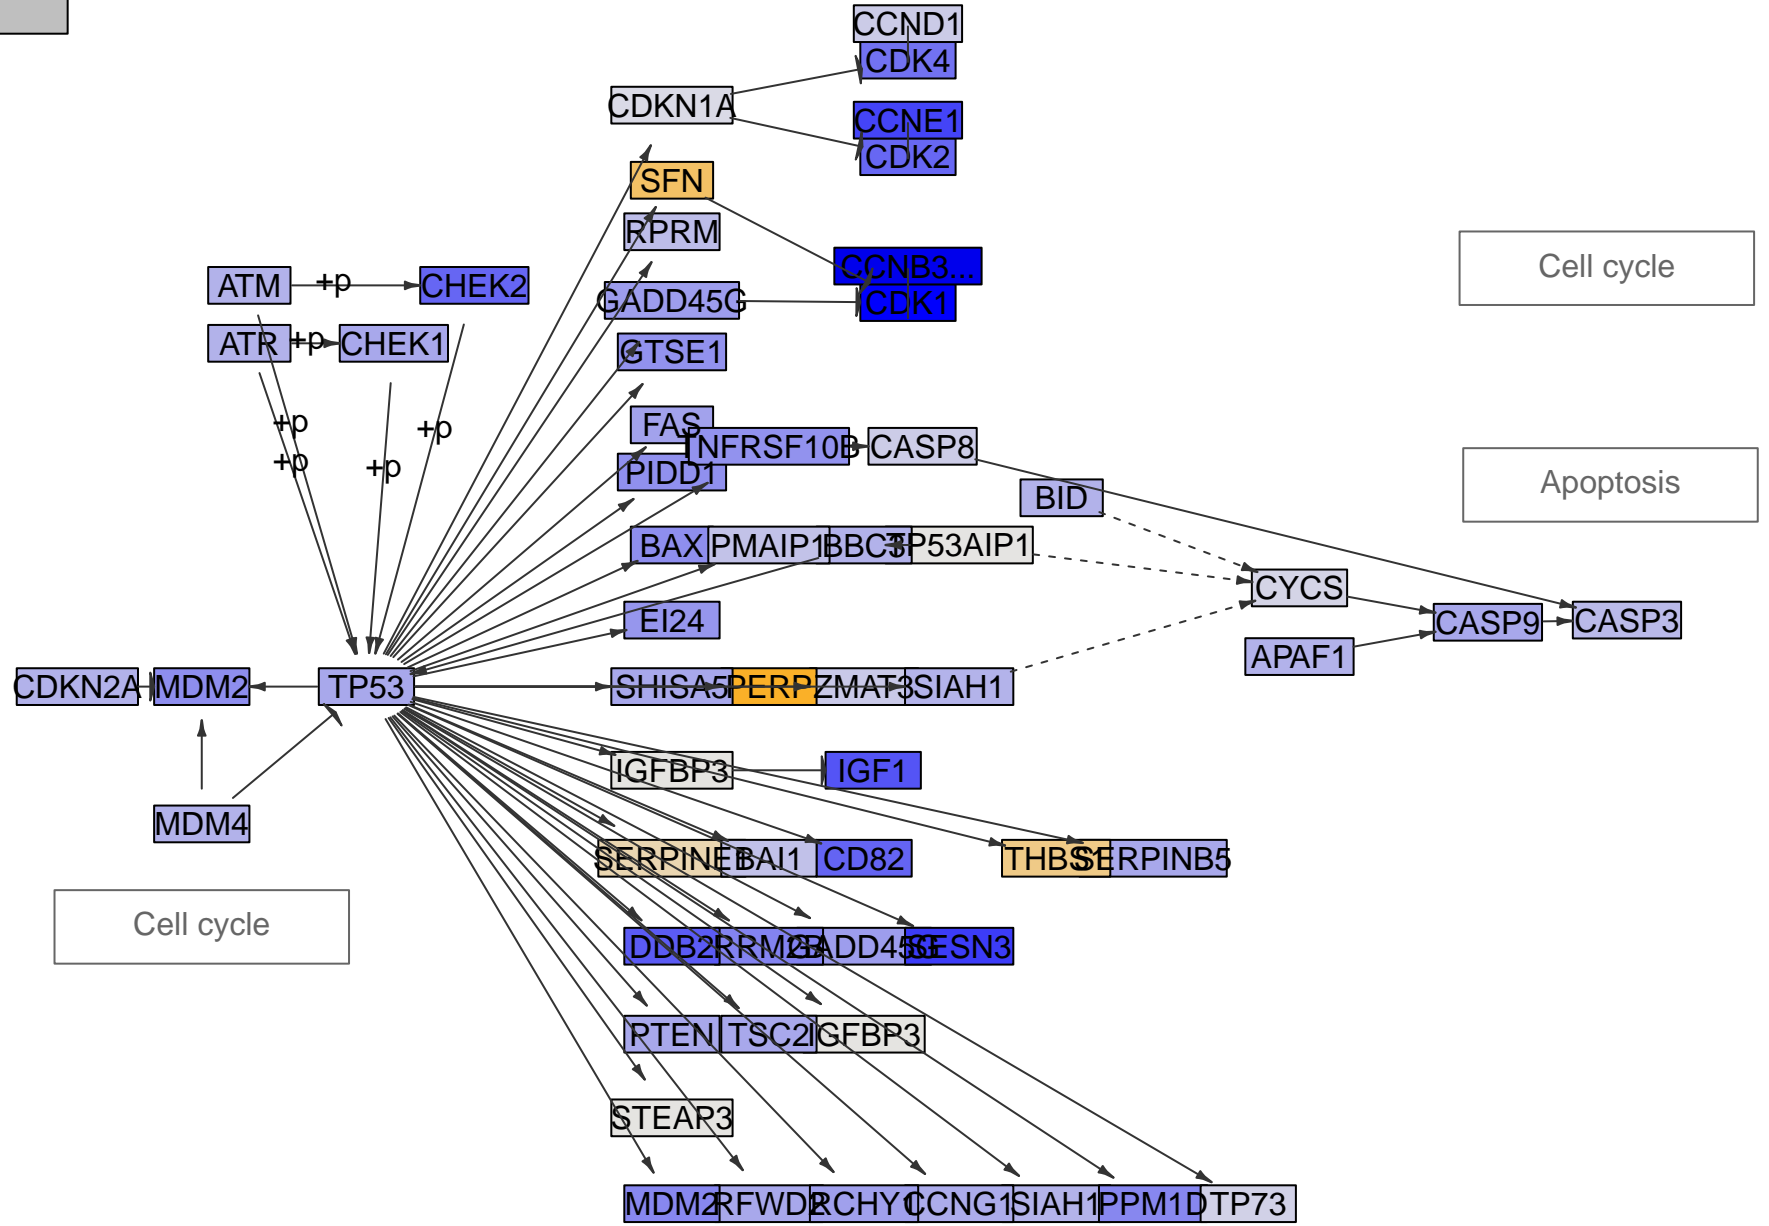 CCND1
CDK4
CDKN1A
CCNE1
CDK2
SFN
RPRM
Cell cycle
CCNB3...
ATM
+p
CHEK2
GADD45G
CDK1
ATR
+p
CHEK1
GTSE1
+p
+p
FAS
TNFRSF10B
CASP8
+p
+p
PIDD1
Apoptosis
BID
BAX
PMAIP1
BBC3
TP53AIP1
CYCS
EI24
CASP9
CASP3
APAF1
CDKN2A
MDM2
TP53
SHISA5
PERP
ZMAT3
SIAH1
IGFBP3
IGF1
MDM4
SERPINE1
BAI1
CD82
THBS1
SERPINB5
Cell cycle
DDB2
RRM2B
GADD45G
SESN3
PTEN
TSC2
IGFBP3
STEAP3
MDM2
RFWD2
RCHY1
CCNG1
SIAH1
PPM1D
TP73